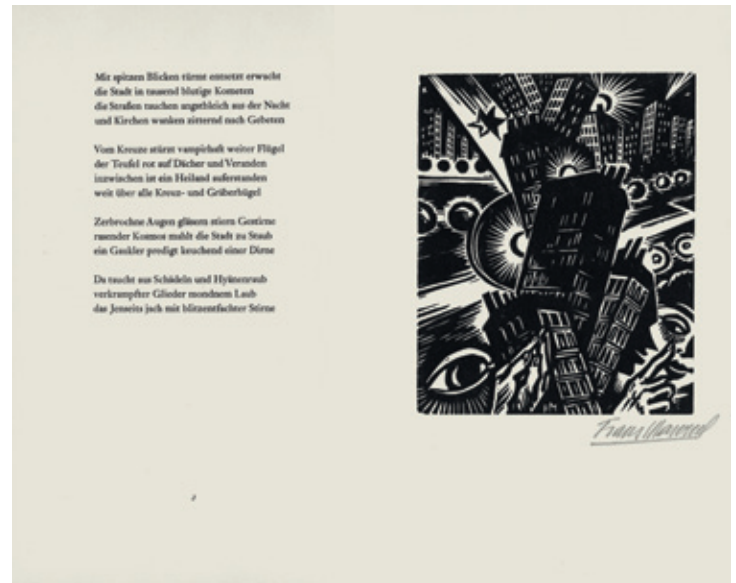 Mit spitzen Blicken türmt entsetzt erwacht
die Stadt in tausend blutige Kometen
die Straßen tauchen angstbleich aus der Nacht
und Kirchen wanken zitternd nach Gebeten
Vom Kreuze stürzt vampirhaft weiter Flügel
der Teufel rot auf Dächer und Veranden
inzwischen ist ein Heiland auferstanden
weit über alle Kreuz- und Gräberhügel
Zerbrochne Augen gläsern stiern Gestirne
rasender Kosmos mahlt die Stadt zu Staub
ein Gaukler predigt keuchend einer Dirne
Da taucht aus Schädeln und Hyänenraub
verkrampfter Glieder mondnem Laub
das Jenseits jach mit blitzentfachter Stirne